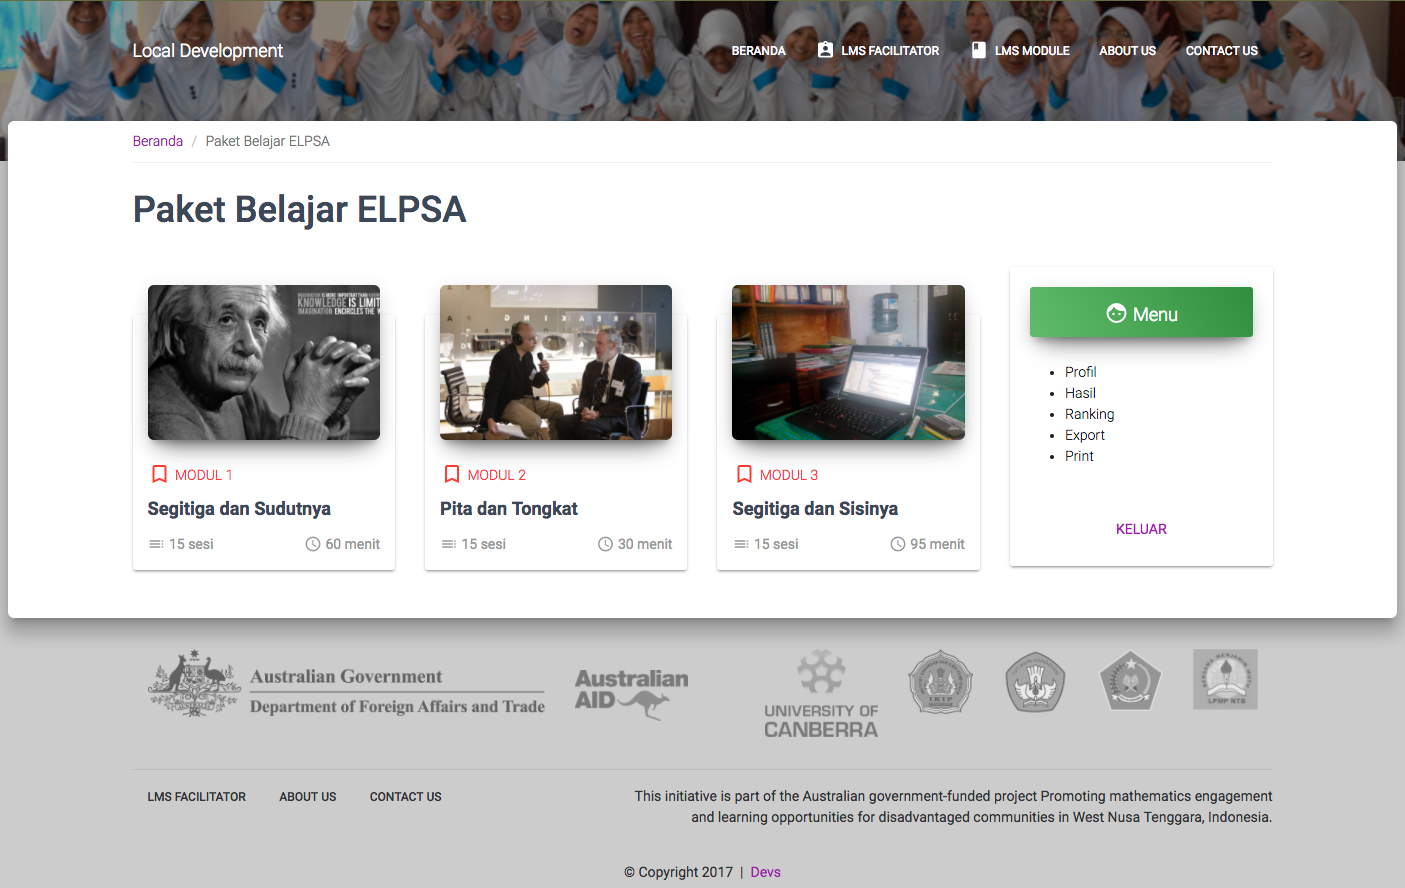 Local Development
BERANDA
LMS FACILITATOR
LMS MODULE
ABOUT US
CONTACT US
Beranda / Paket Belajar ELPSA
Paket Belajar ELPSA
KNOWLEDGE IS LIMIT
IMAGINATION ENCIRCLES THE W
MODUL 1
Segitiga dan Sudutnya
15 sesi
60 menit
MODUL 2
Pita dan Tongkat
15 sesi
30 menit
MODUL 3
Segitiga dan Sisinya
15 sesi
95 menit
Menu
Profil
Hasil
Ranking
Export
Print
KELUAR
Australian Government
Department of Foreign Affairs and Trade
Australian
AID
UNIVERSITY OF
CANBERRA
LPMP NTB
LMS FACILITATOR
ABOUT US
CONTACT US
This initiative is part of the Australian government-funded project Promoting mathematics engagement
and learning opportunities for disadvantaged communities in West Nusa Tenggara, Indonesia.
© Copyright 2017 | Devs